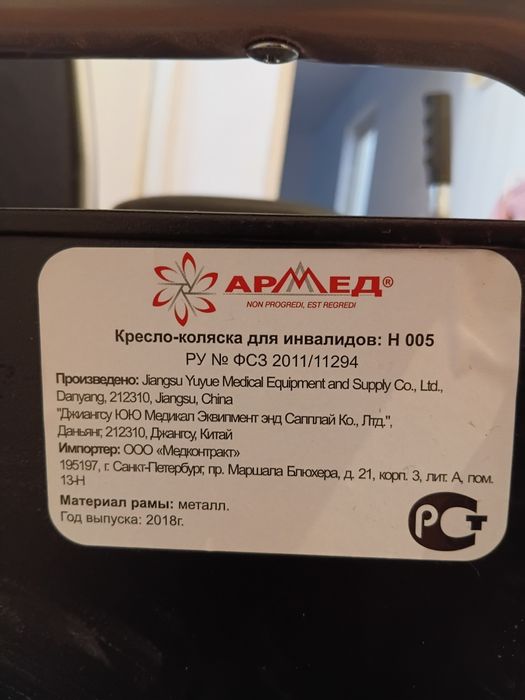 АРМЕД®
NON PROGREDI, EST REGREDI
Кресло-коляска для инвалидов: Н 005
РУ № ФСЗ 2011/11294
Произведено: Jiangsu Yuyue Medical Equipment and Supply Co., Ltd.,
Danyang, 212310, Jiangsu, China
"Джиангсу ЮЮ Медикал Эквипмент энд Сапплай Ко., Лтд.",
Даньянг, 212310, Джангсу, Китай
Импортер: ООО «Медконтракт»
195197, г. Санкт-Петербург, пр. Маршала Блюхера, д. 21, корп. 3, лит. А, пом.
13-Н
Материал рамы: металл.
Год выпуска: 2018г.
РСТ